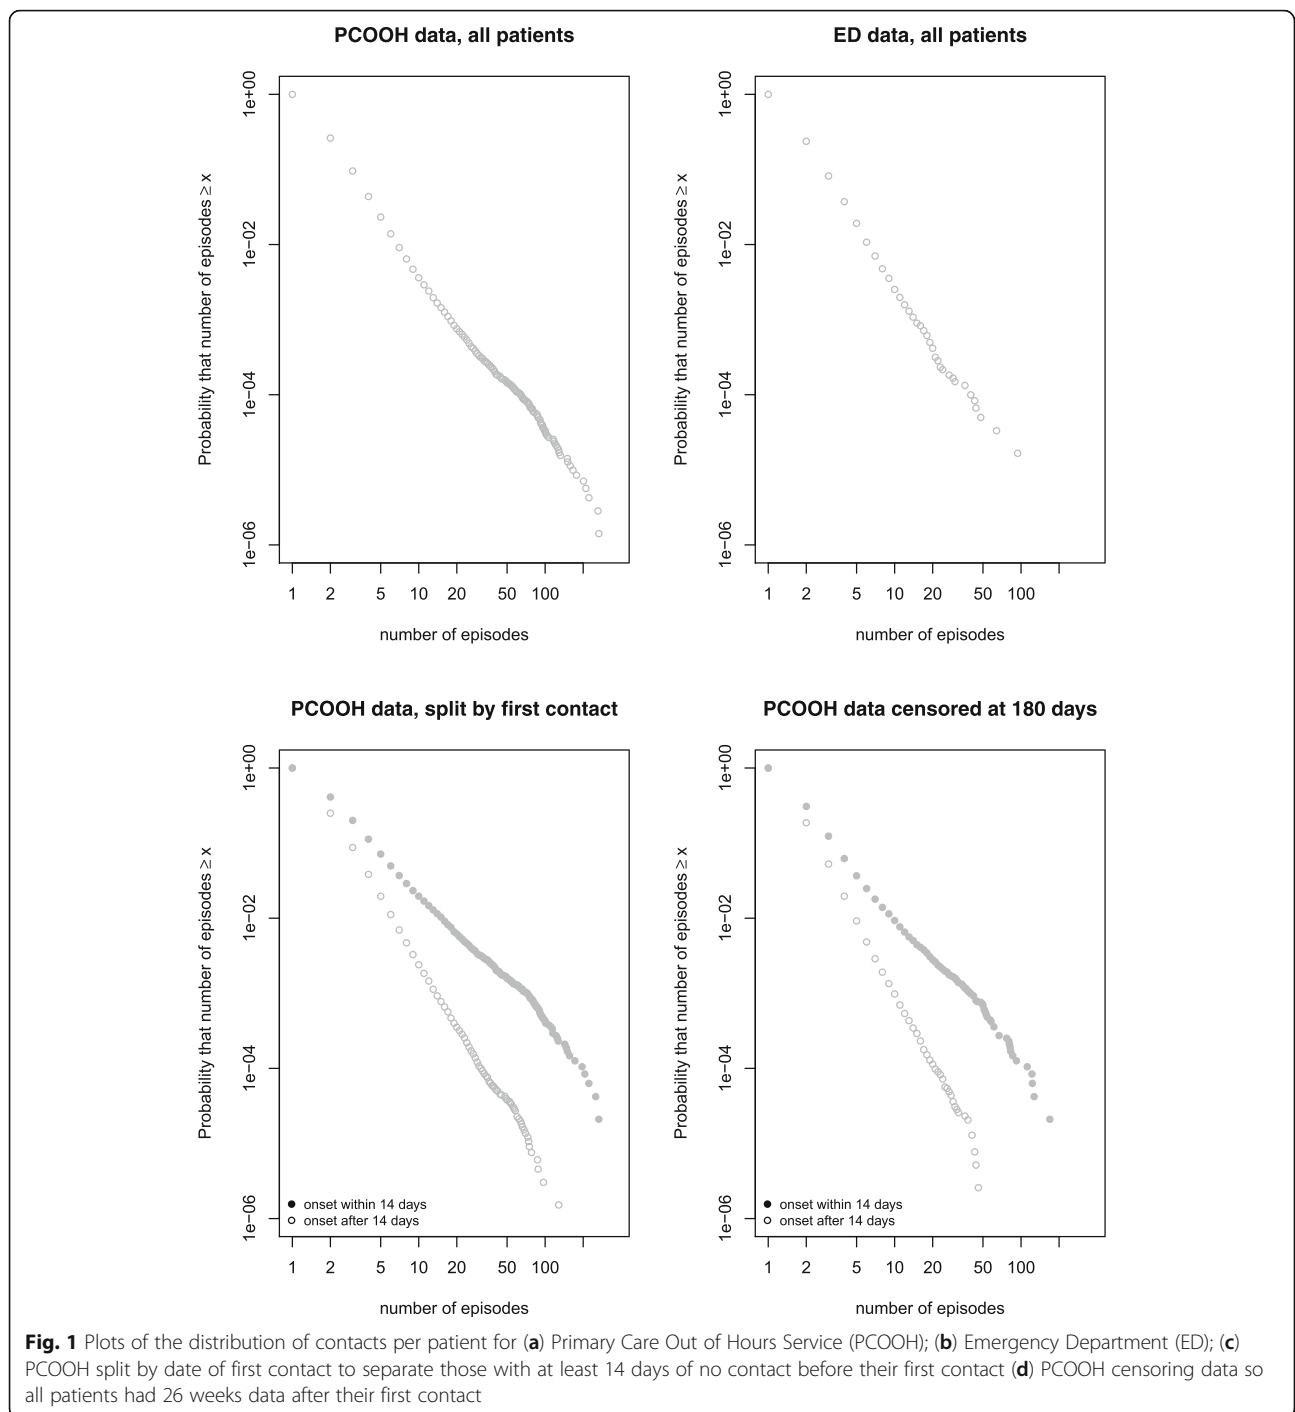 PCOOH data, all patients
Probability that number of episodes ≥ x
1e+00
1e−02
1e−04
1e−06
1 2 5 10 20 50 100
number of episodes
ED data, all patients
Probability that number of episodes ≥ x
1e+00
1e−02
1e−04
1e−06
1 2 5 10 20 50 100
number of episodes
PCOOH data, split by first contact
Probability that number of episodes ≥ x
1e+00
1e−02
1e−04
1e−06
onset within 14 days
onset after 14 days
1 2 5 10 20 50 100
number of episodes
PCOOH data censored at 180 days
Probability that number of episodes ≥ x
1e+00
1e−02
1e−04
1e−06
onset within 14 days
onset after 14 days
1 2 5 10 20 50 100
number of episodes
Fig. 1 Plots of the distribution of contacts per patient for (a) Primary Care Out of Hours Service (PCOOH); (b) Emergency Department (ED); (c)
PCOOH split by date of first contact to separate those with at least 14 days of no contact before their first contact (d) PCOOH censoring data so
all patients had 26 weeks data after their first contact